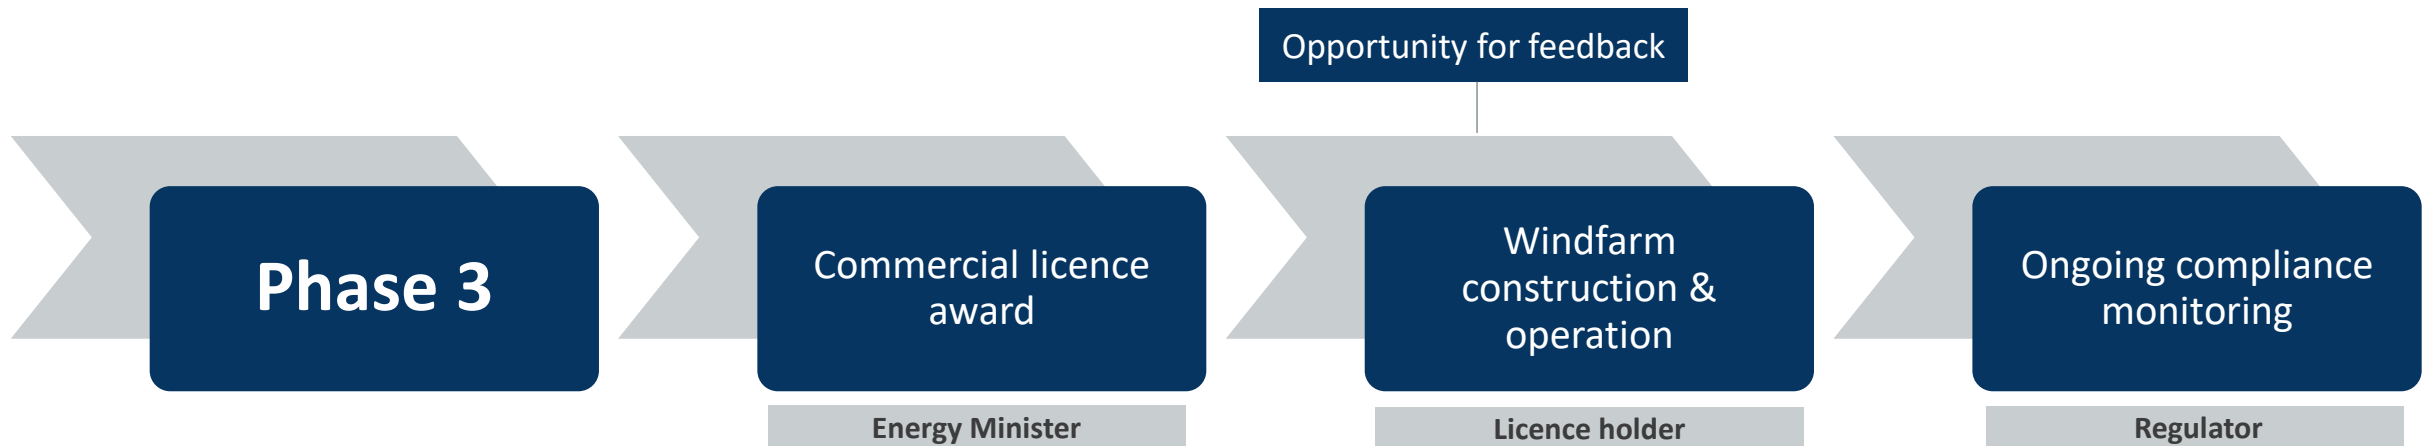 Opportunity for feedback
Phase 3
Commercial licence
award
Windfarm
construction &
operation
Ongoing compliance
monitoring
Energy Minister
Licence holder
Regulator